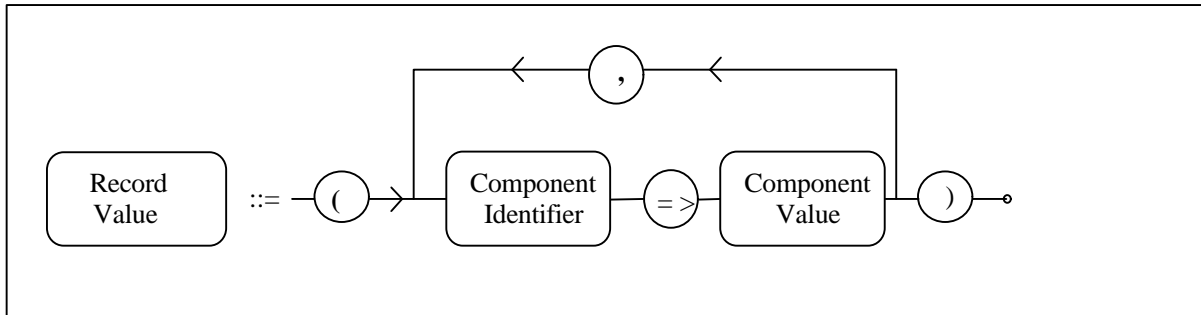 ,
Record
Value
::=
(
Component
Identifier
= >
Component
Value
)